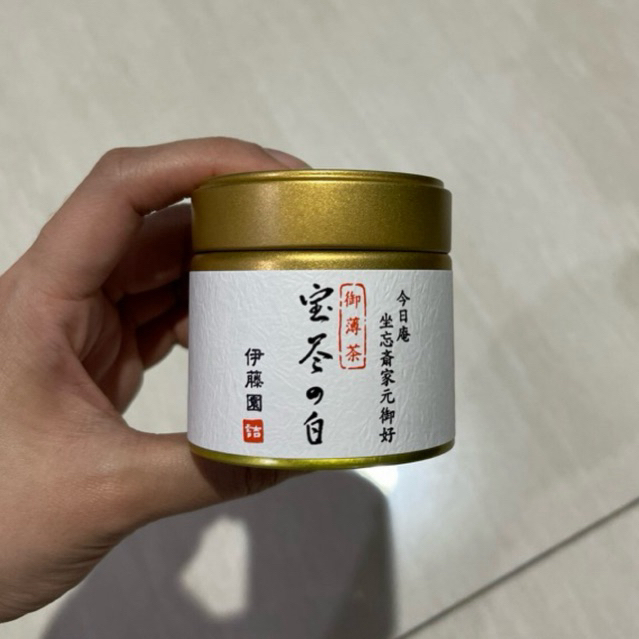 今日庵
坐忘斎家元御好
御薄茶
宝尽の白
伊藤園
詰